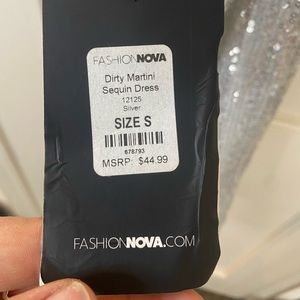 FASHIONNOVA
Dirty Martini
Sequin Dress
12125
Silver
SIZE S
678793
MSRP: $44.99
FASHIONNOVA.COM